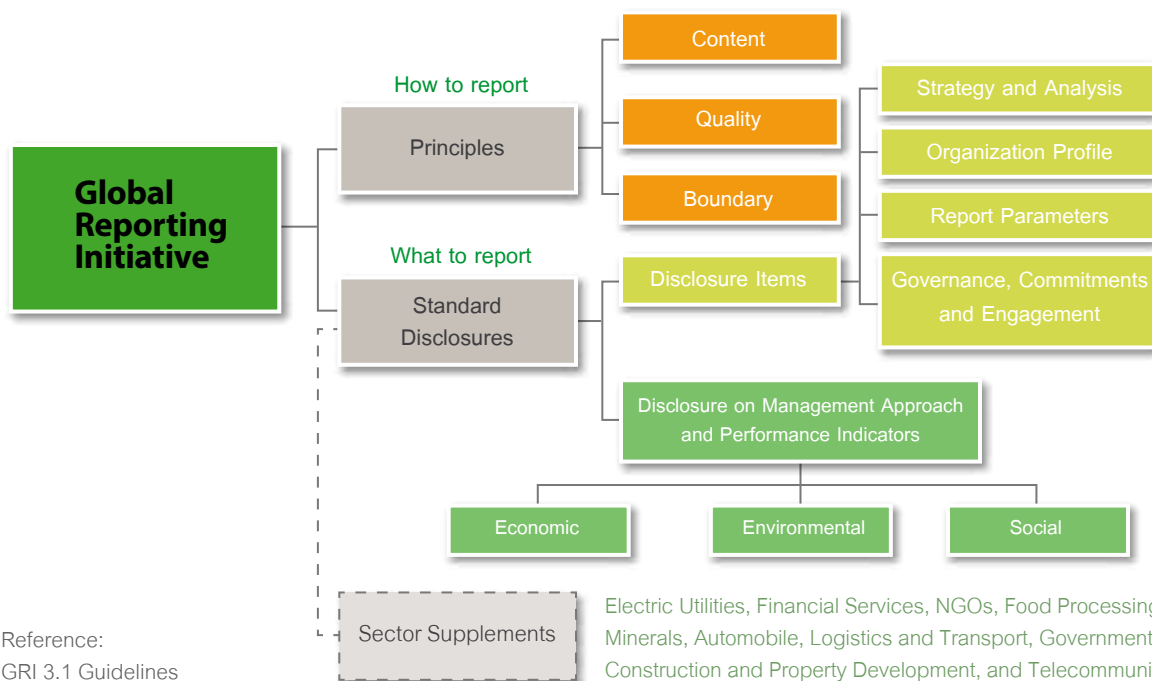 Global
Reporting
Initiative
How to report
Principles
Content
Quality
Boundary
What to report
Standard
Disclosures
Disclosure Items
Strategy and Analysis
Organization Profile
Report Parameters
Governance, Commitments
and Engagement
Disclosure on Management Approach
and Performance Indicators
Economic
Environmental
Social
Sector Supplements
Electric Utilities, Financial Services, NGOs, Food Processing
Minerals, Automobile, Logistics and Transport, Government
Construction and Property Development, and Telecommuni
Reference:
GRI 3.1 Guidelines